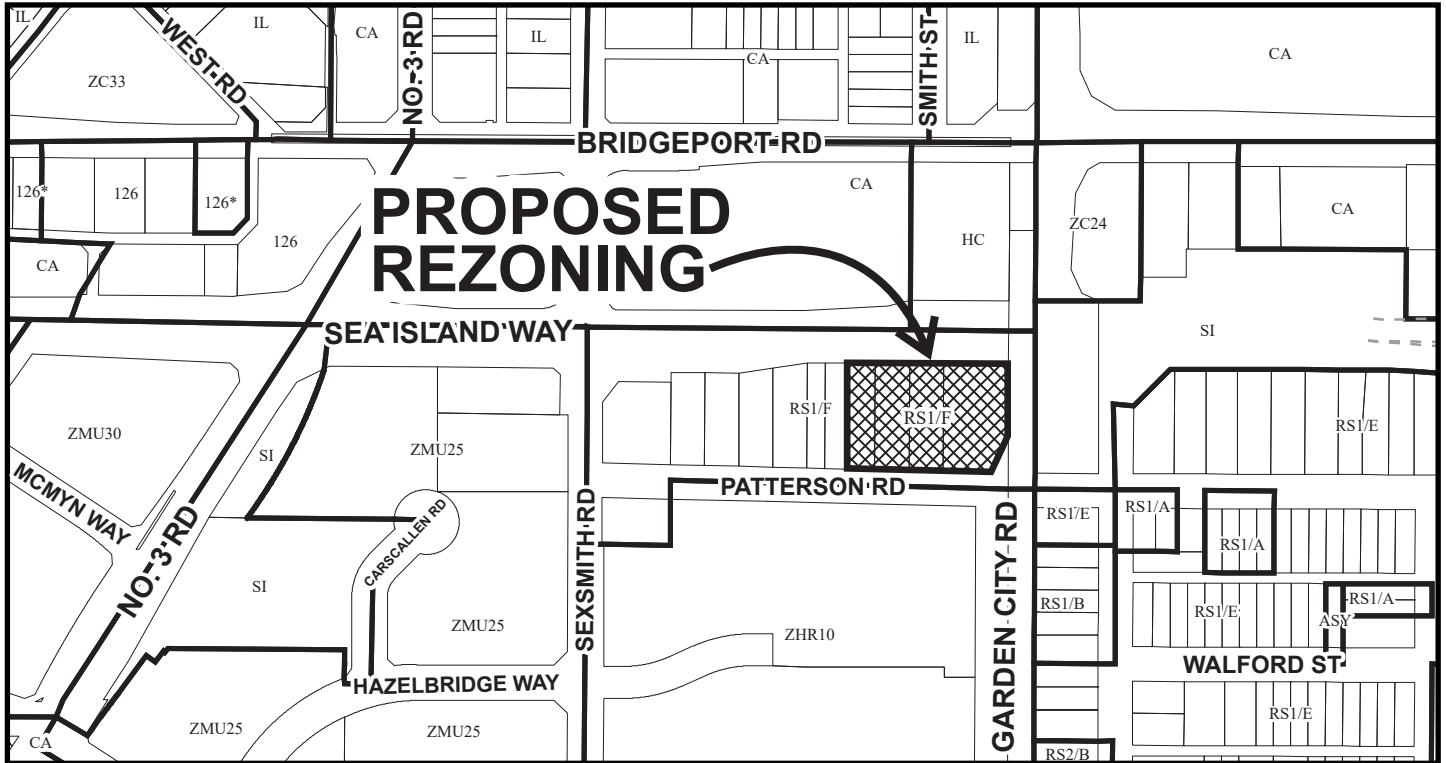 IL
IL
CA
IL
IL
CA
CA
ZC33
WEST RD
NO. 3 RD
SMITH ST
BRIDGEPORT RD
126*
126
126*
126
CA
CA
HC
ZC24
CA
PROPOSED
REZONING
SEA ISLAND WAY
SI
RS1/F
RS1/F
RS1/E
ZMU30
SI
ZMU25
MCMYN WAY
NO. 3 RD
CARSCALLEN RD
SEXSMITH RD
PATTERSON RD
GARDEN CITY RD
RS1/E
RS1/A
RS1/A
SI
ZMU25
ZHR10
RS1/B
RS1/E
RS1/A
ASY
WALFORD ST
HAZELBRIDGE WAY
ZMU25
ZMU25
RS1/E
CA
RS2/B